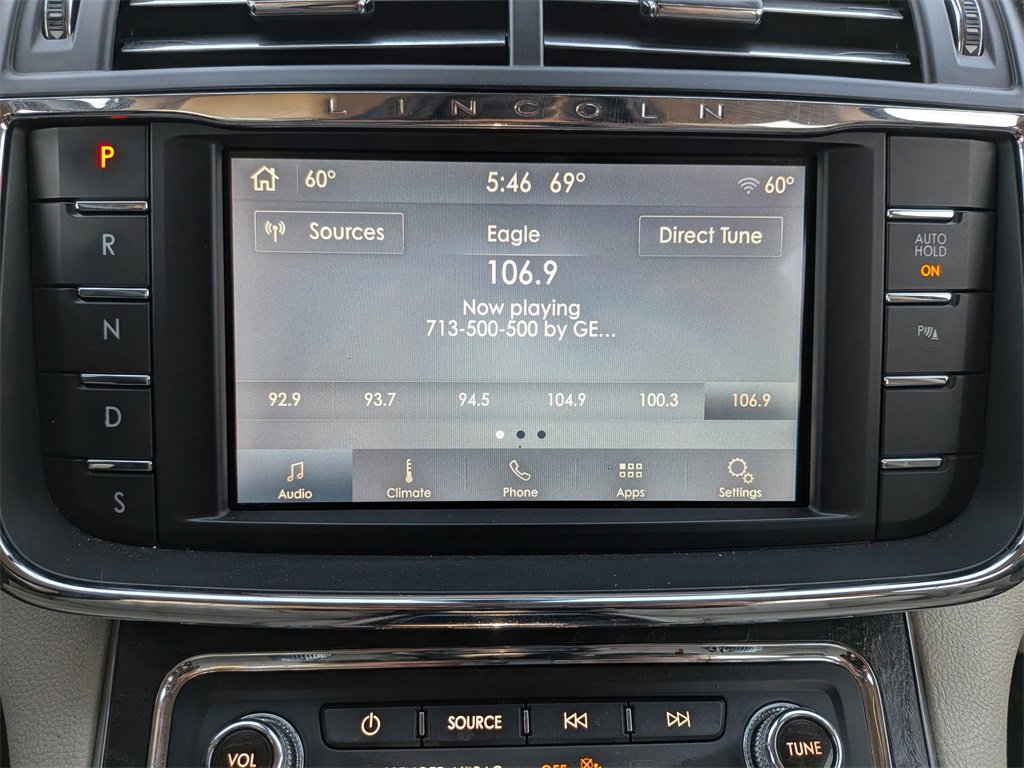 LINCOLN
P
R
N
D
S
60° 5:46 69° 60°
Sources Eagle Direct Tune
106.9
Now playing
713-500-500 by GE...
92.9 93.7 94.5 104.9 100.3 106.9
Audio Climate Phone Apps Settings
AUTO
HOLD
ON
P
SOURCE
VOL
TUNE
OFF